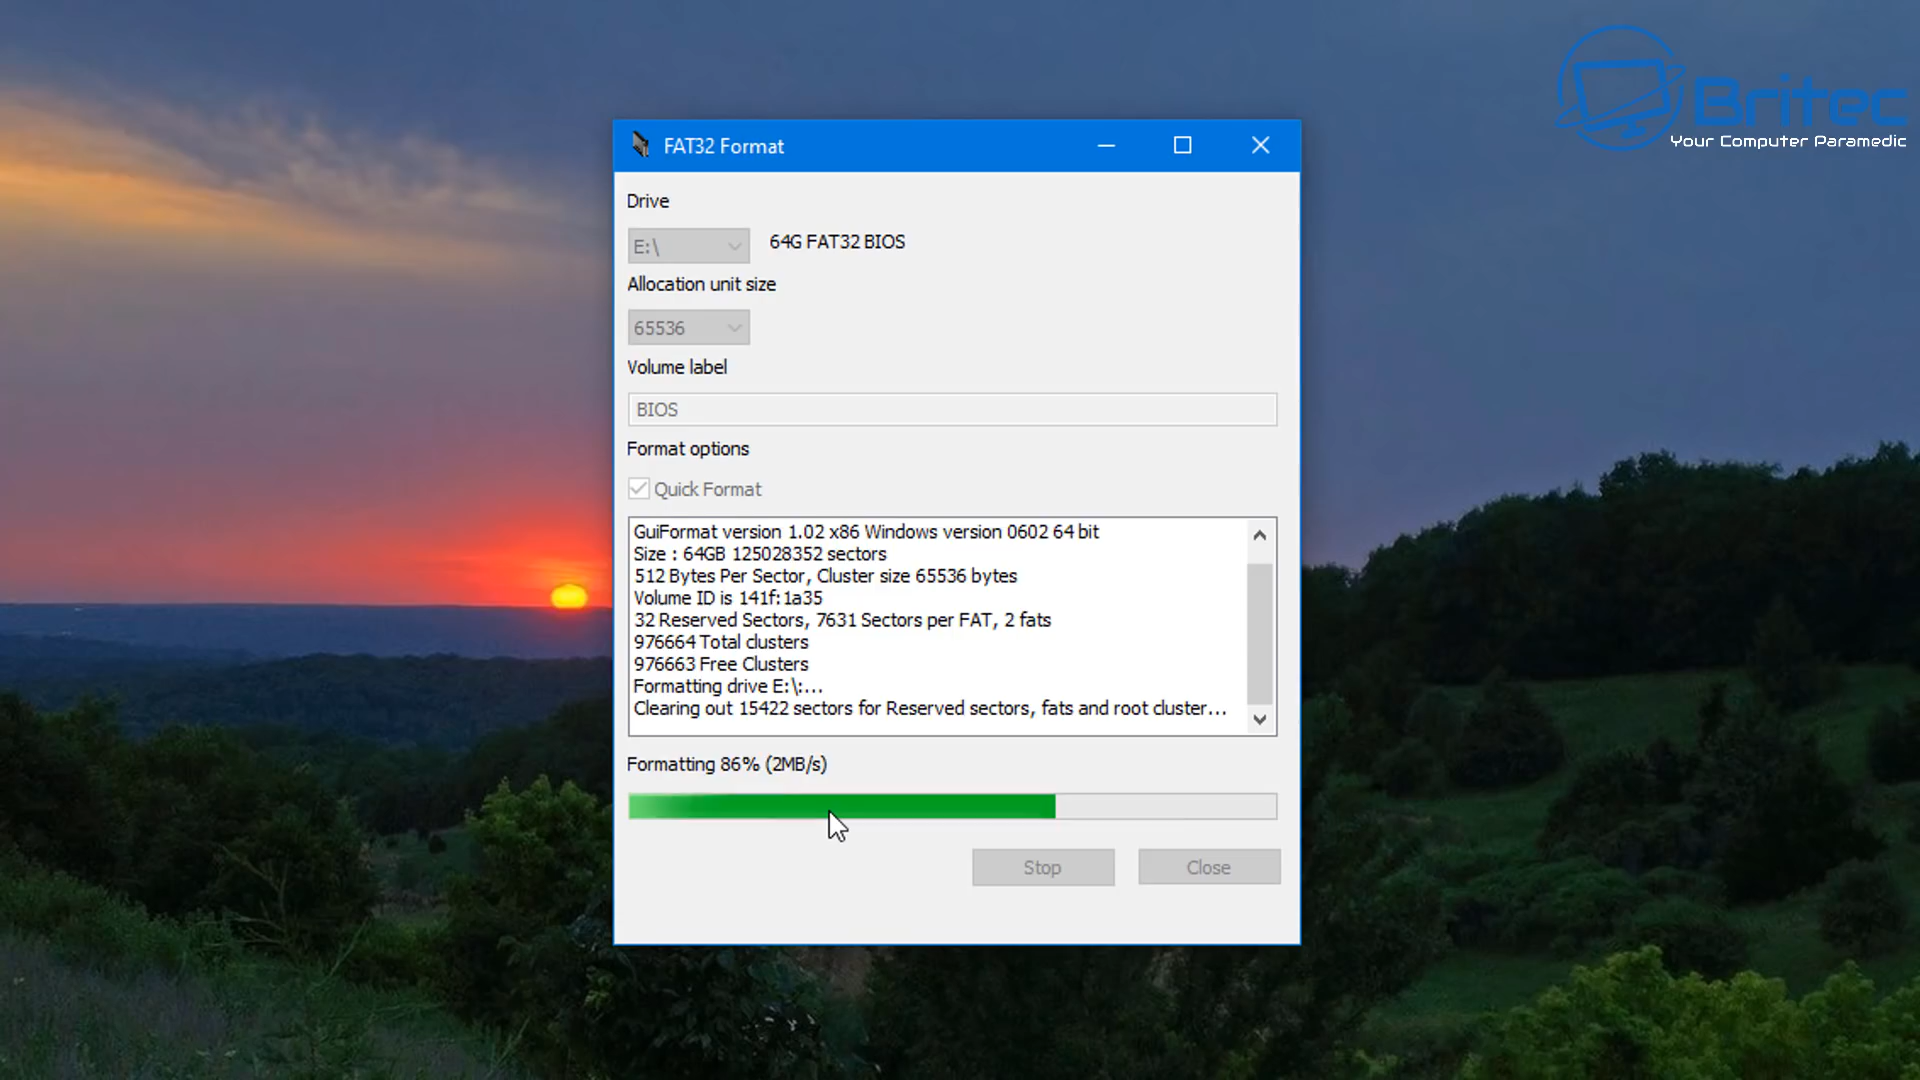 Britec
Your Computer Paramedic
FAT32 Format
Drive
E:\
64G FAT32 BIOS
Allocation unit size
65536
Volume label
BIOS
Format options
Quick Format
GuiFormat version 1.02 x86 Windows version 0602 64 bit
Size : 64GB 125028352 sectors
512 Bytes Per Sector, Cluster size 65536 bytes
Volume ID is 141f:1a35
32 Reserved Sectors, 7631 Sectors per FAT, 2 fats
976664 Total clusters
976663 Free Clusters
Formatting drive E:\:...
Clearing out 15422 sectors for Reserved sectors, fats and root cluster...
Formatting 86% (2MB/s)
Stop
Close